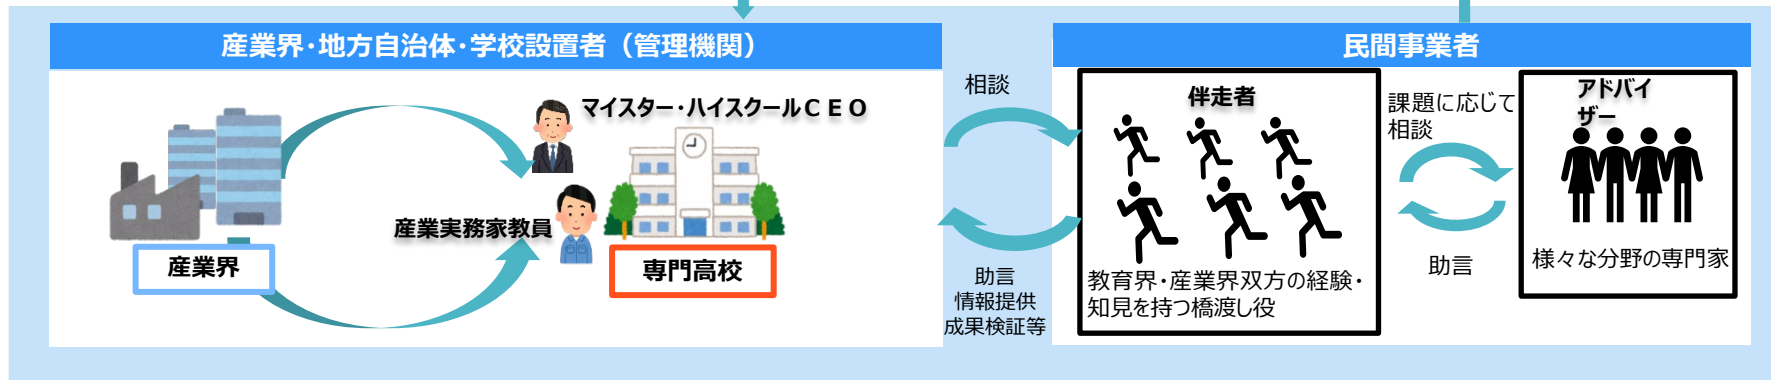 産業界・地方自治体・学校設置者（管理機関）
マイスター・ハイスクールＣＥＯ
産業実務家教員
産業界
専門高校
相談
助言
情報提供
成果検証等
民間事業者
伴走者
教育界・産業界双方の経験・
知見を持つ橋渡し役
課題に応じて
相談
助言
アドバイ
ザー
様々な分野の専門家